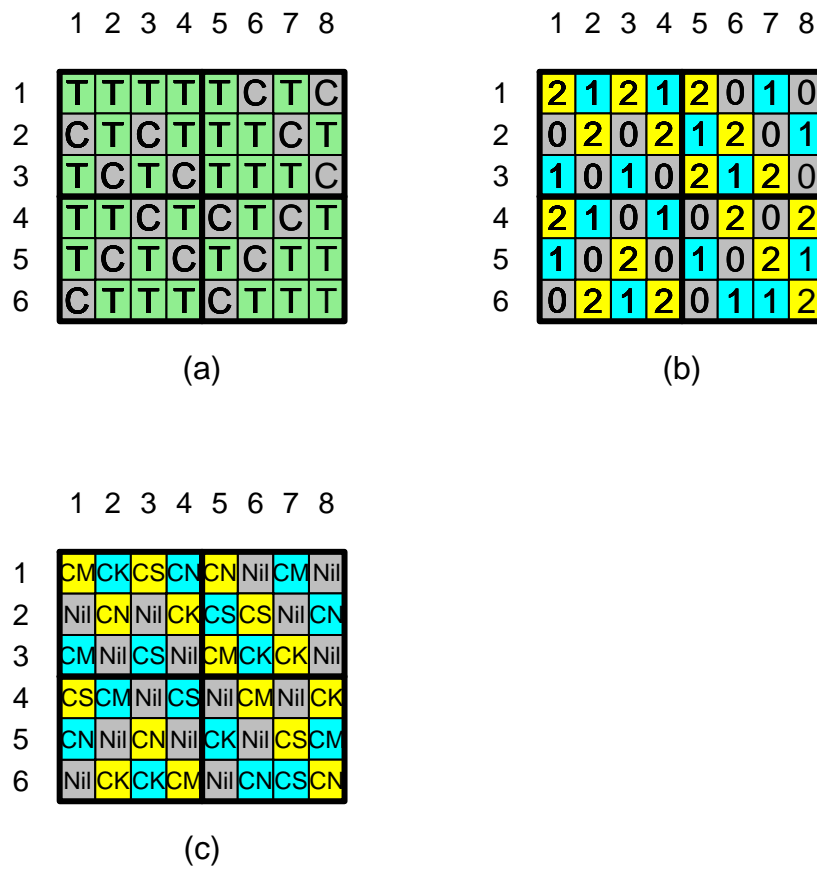 1 2 3 4 5 6 7 8
1 T T T T T C T C
2 C T C T T T C T
3 T C T C T T T C
4 T T C T C T C T
5 T C T C T C T T
6 C T T T C T T T
(a)
1 2 3 4 5 6 7 8
1 2 1 2 1 2 0 1 0
2 0 2 0 2 1 2 0 1
3 1 0 1 0 2 1 2 0
4 2 1 0 1 0 2 0 2
5 1 0 2 0 1 0 2 1
6 0 2 1 2 0 1 1 2
(b)
1 2 3 4 5 6 7 8
1 CM CK CS CN CN Nil CM Nil
2 Nil CN Nil CK CS CS Nil CN
3 CM Nil CS Nil CM CK CK Nil
4 CS CM Nil CS Nil CM Nil CK
5 CN Nil CN Nil CK Nil CS CM
6 Nil CK CK CM Nil CN CS CN
(c)